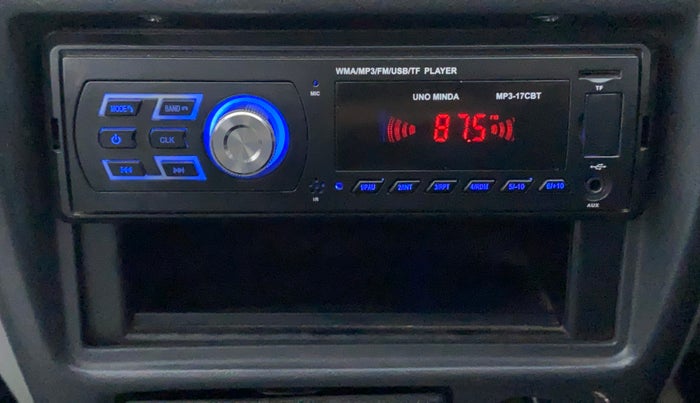 WMA/MP3/FM/USB/TF PLAYER
MIC
TF
UNO MINDA MP3-17CBT
MODE BAND
87.5
CLK
IR
1/PAU 2/INT 3/RPT 4/RDM 5/-10 6/+10
AUX